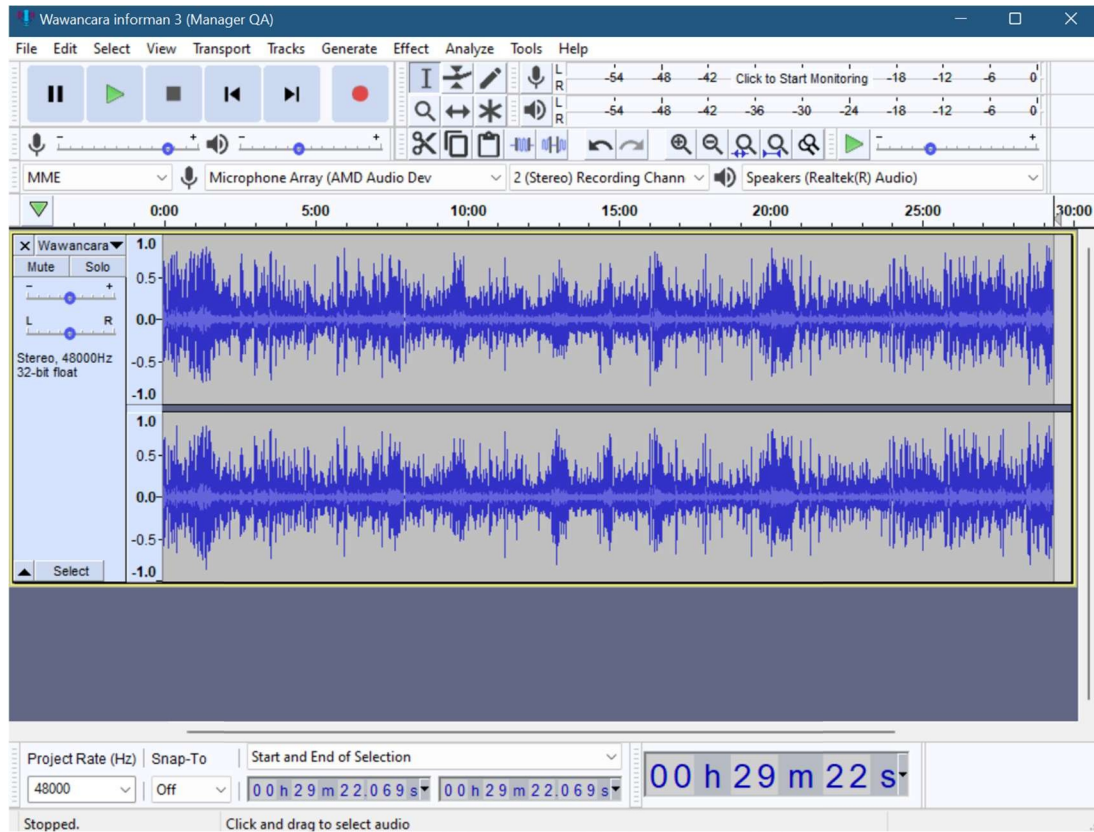 Wawancara informan 3 (Manager QA)
File Edit Select View Transport Tracks Generate Effect Analyze Tools Help
L R -54 -48 -42 Click to Start Monitoring -18 -12 -6 0
L R -54 -48 -42 -36 -30 -24 -18 -12 -6 0
- + - + - +
MME Microphone Array (AMD Audio Dev 2 (Stereo) Recording Chann Speakers (Realtek(R) Audio)
0:00 5:00 10:00 15:00 20:00 25:00 30:00
Wawancara 1.0
Mute Solo
- + 0.5
L R 0.0
Stereo, 48000Hz -0.5
32-bit float
-1.0
1.0
0.5
0.0
-0.5
Select -1.0
Project Rate (Hz) Snap-To Start and End of Selection
48000 Off 00 h 29 m 22.069 s 00 h 29 m 22.069 s 00 h 29 m 22 s
Stopped. Click and drag to select audio